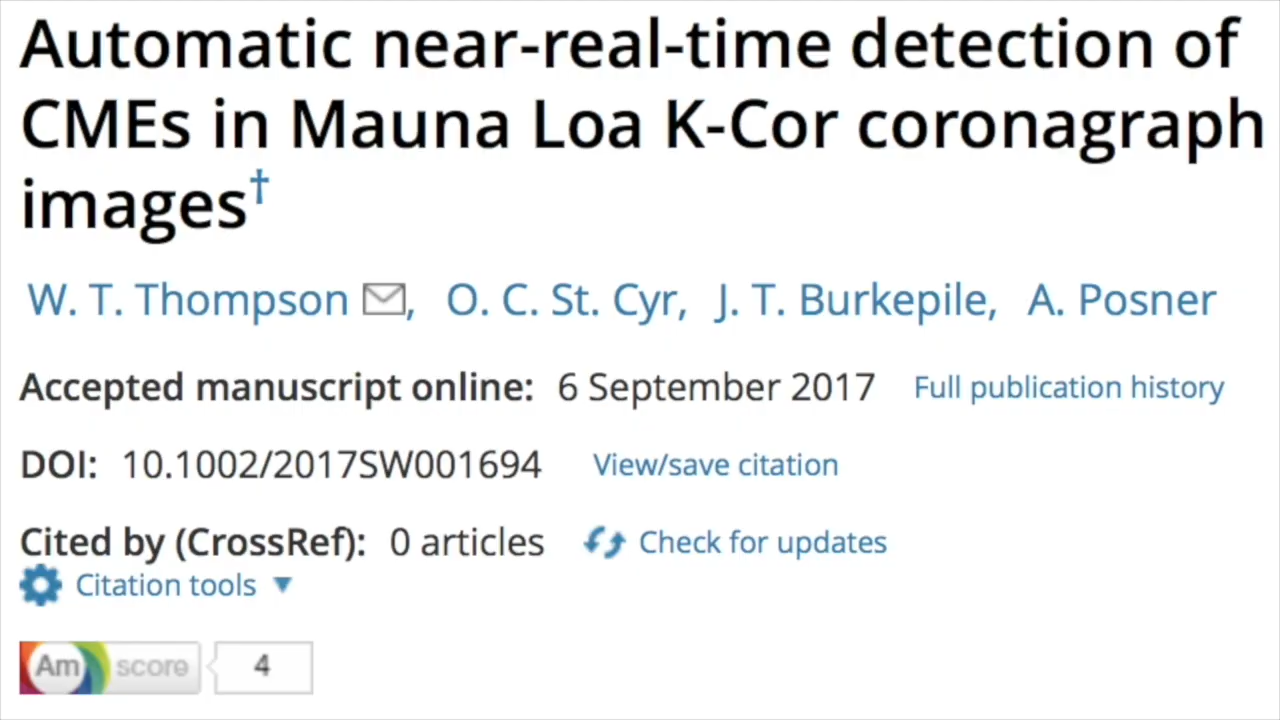 Automatic near-real-time detection of
CMEs in Mauna Loa K-Cor coronagraph
images†
W. T. Thompson, O. C. St. Cyr, J. T. Burkepile, A. Posner
Accepted manuscript online: 6 September 2017 Full publication history
DOI: 10.1002/2017SW001694 View/save citation
Cited by (CrossRef): 0 articles Check for updates
Citation tools ▼
Am score 4